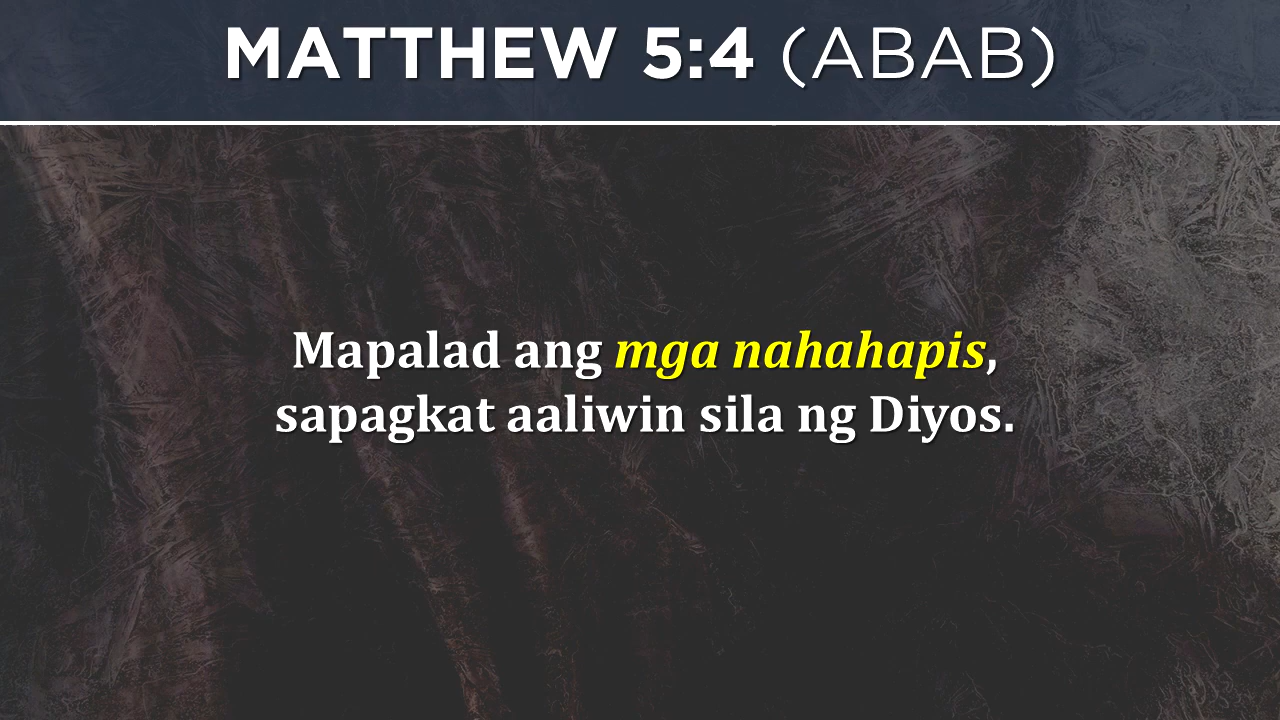 MATTHEW 5:4 (ABAB)
Mapalad ang mga nahahapis,
sapagkat aaliwin sila ng Diyos.